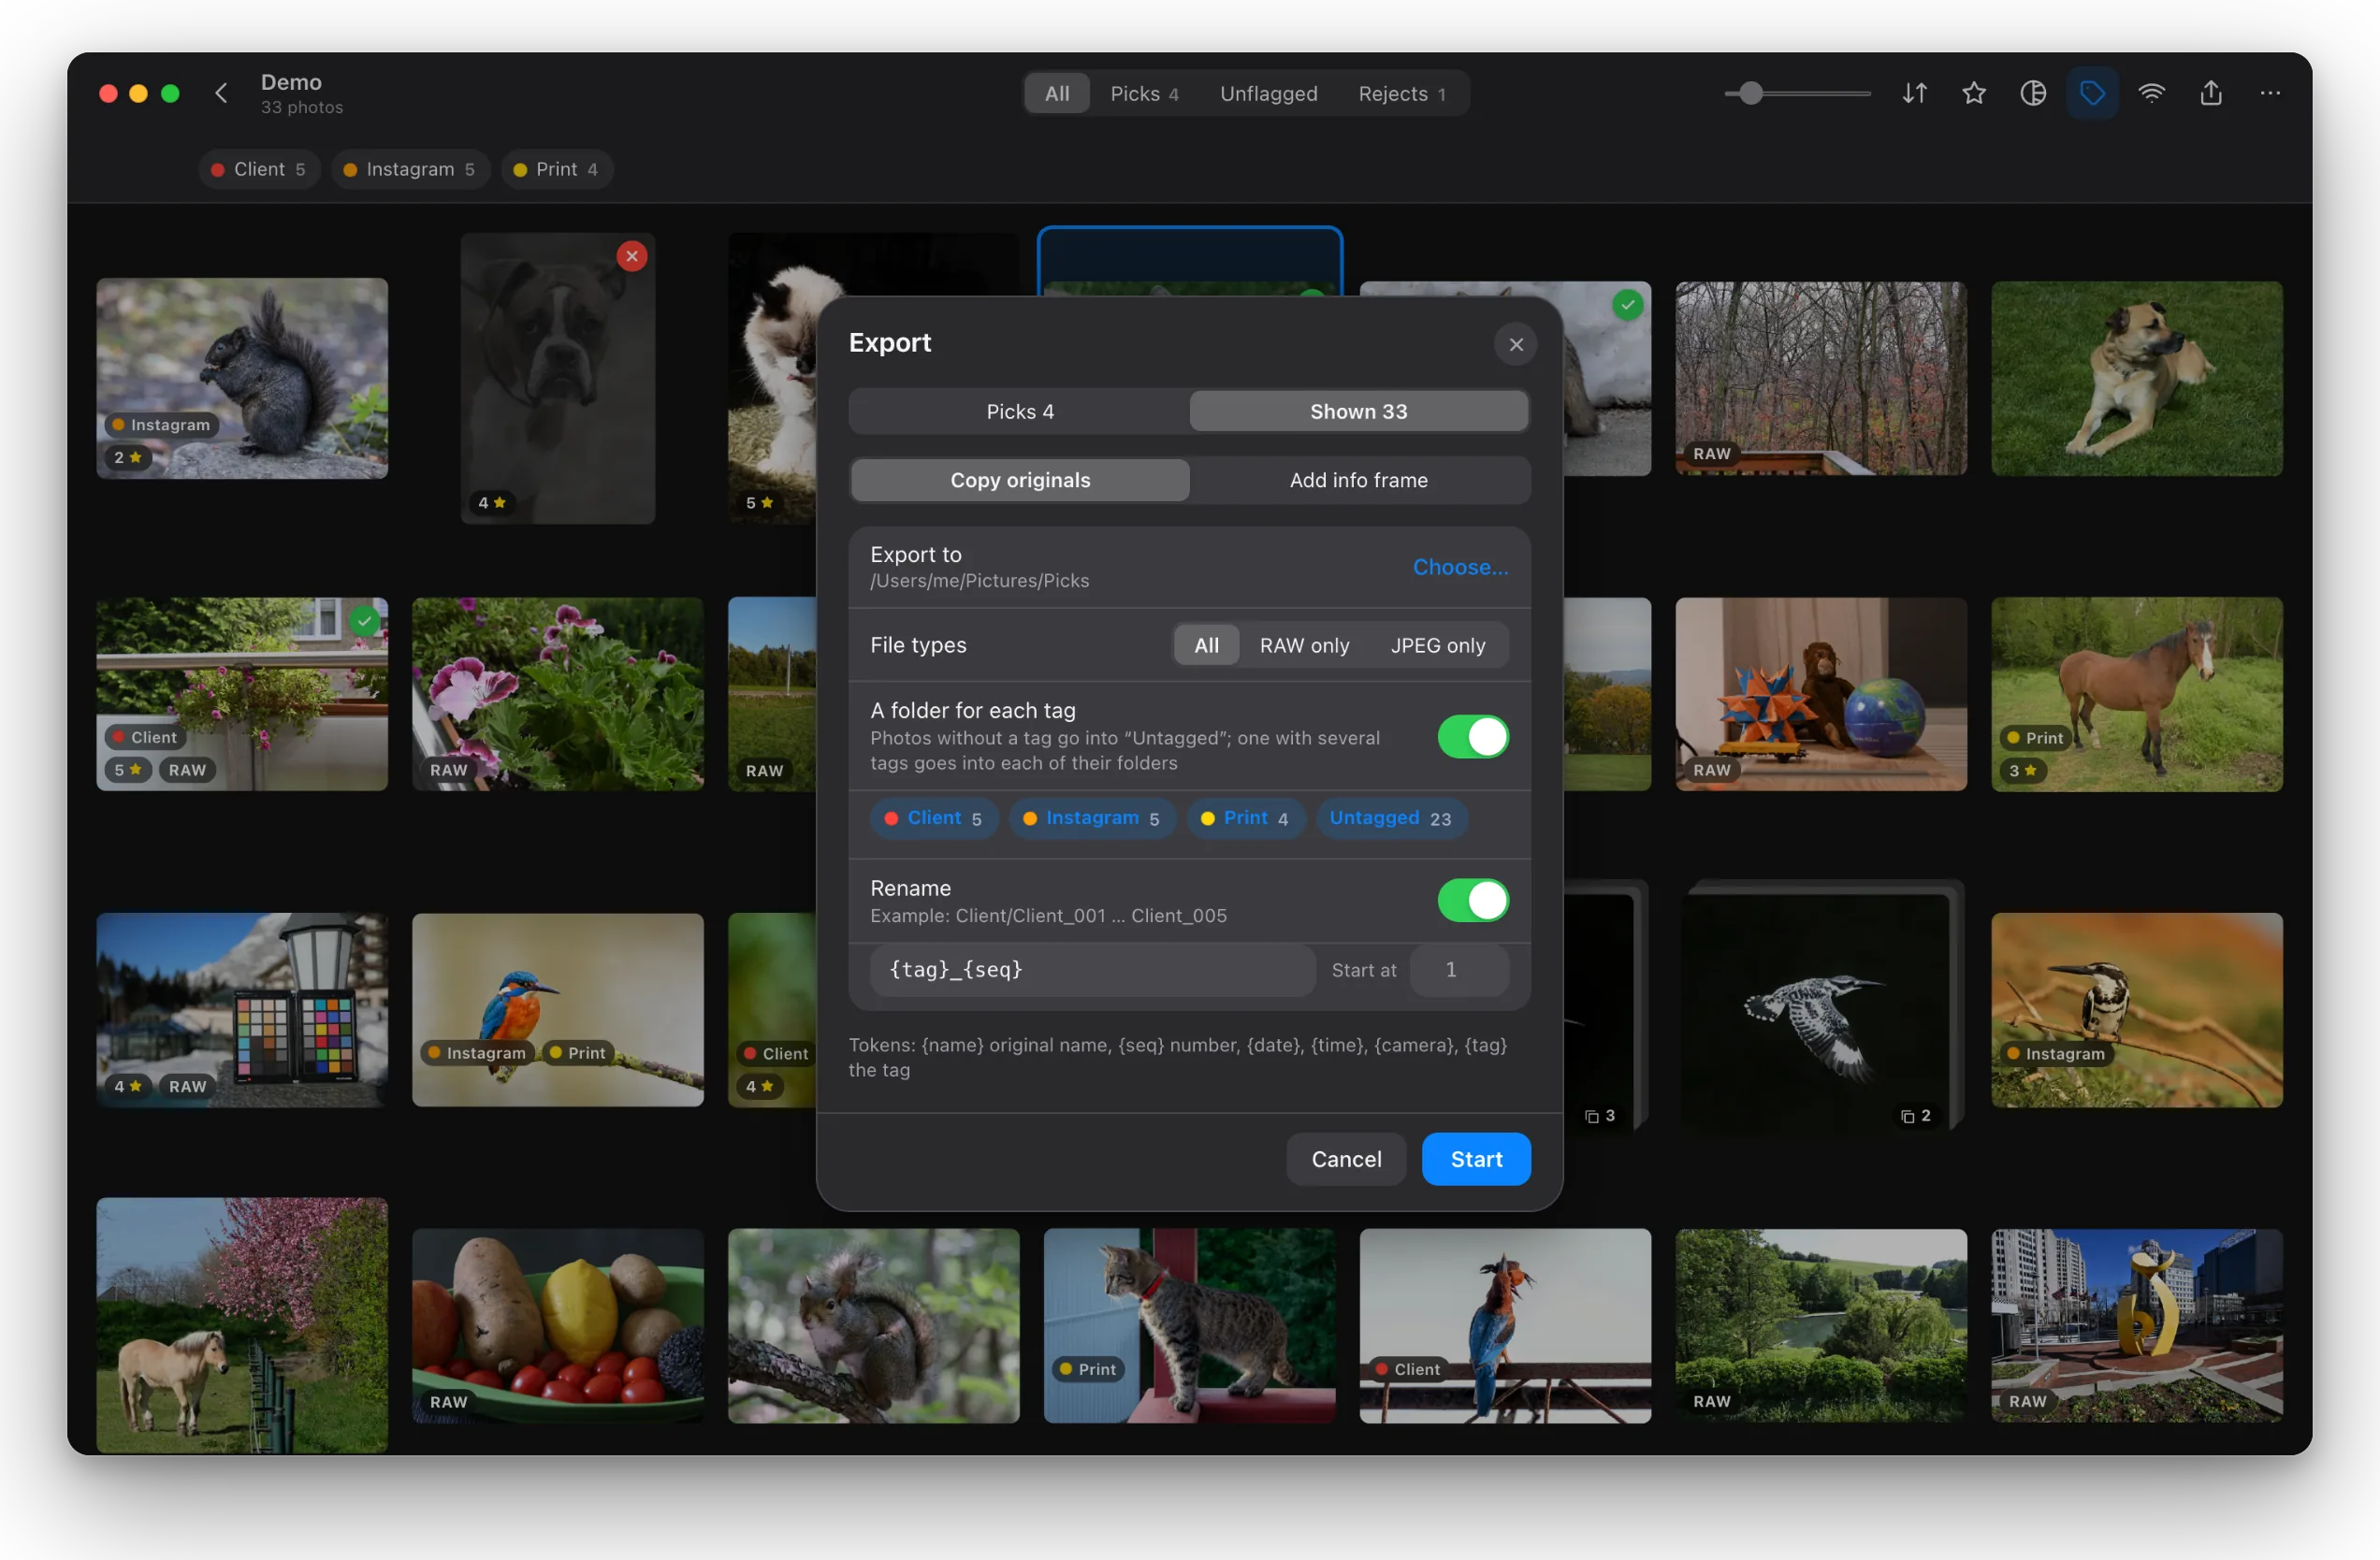 Demo
33 photos
All Picks 4 Unflagged Rejects 1
Client 5 Instagram 5 Print 4
Instagram
2
4
5
RAW
Export
Picks 4 Shown 33
Copy originals Add info frame
Export to
/Users/me/Pictures/Picks
Choose...
File types All RAW only JPEG only
A folder for each tag
Photos without a tag go into “Untagged”; one with several
tags goes into each of their folders
Client 5 Instagram 5 Print 4 Untagged 23
Rename
Example: Client/Client_001 ... Client_005
{tag}_{seq} Start at 1
Tokens: {name} original name, {seq} number, {date}, {time}, {camera}, {tag}
the tag
Cancel Start
Client
5 RAW
RAW
RAW
RAW
Print
3
4 RAW
Instagram Print
Client
4
3
2
Instagram
RAW
Print
Client
RAW
RAW